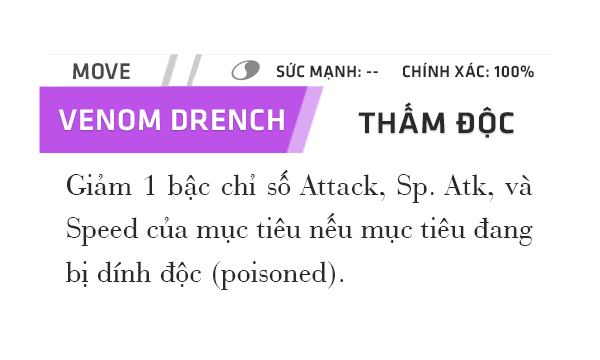 MOVE SỨC MẠNH: -- CHÍNH XÁC: 100%
VENOM DRENCH THẤM ĐỘC
Giảm 1 bậc chỉ số Attack, Sp. Atk, và
Speed của mục tiêu nếu mục tiêu đang
bị dính độc (poisoned).